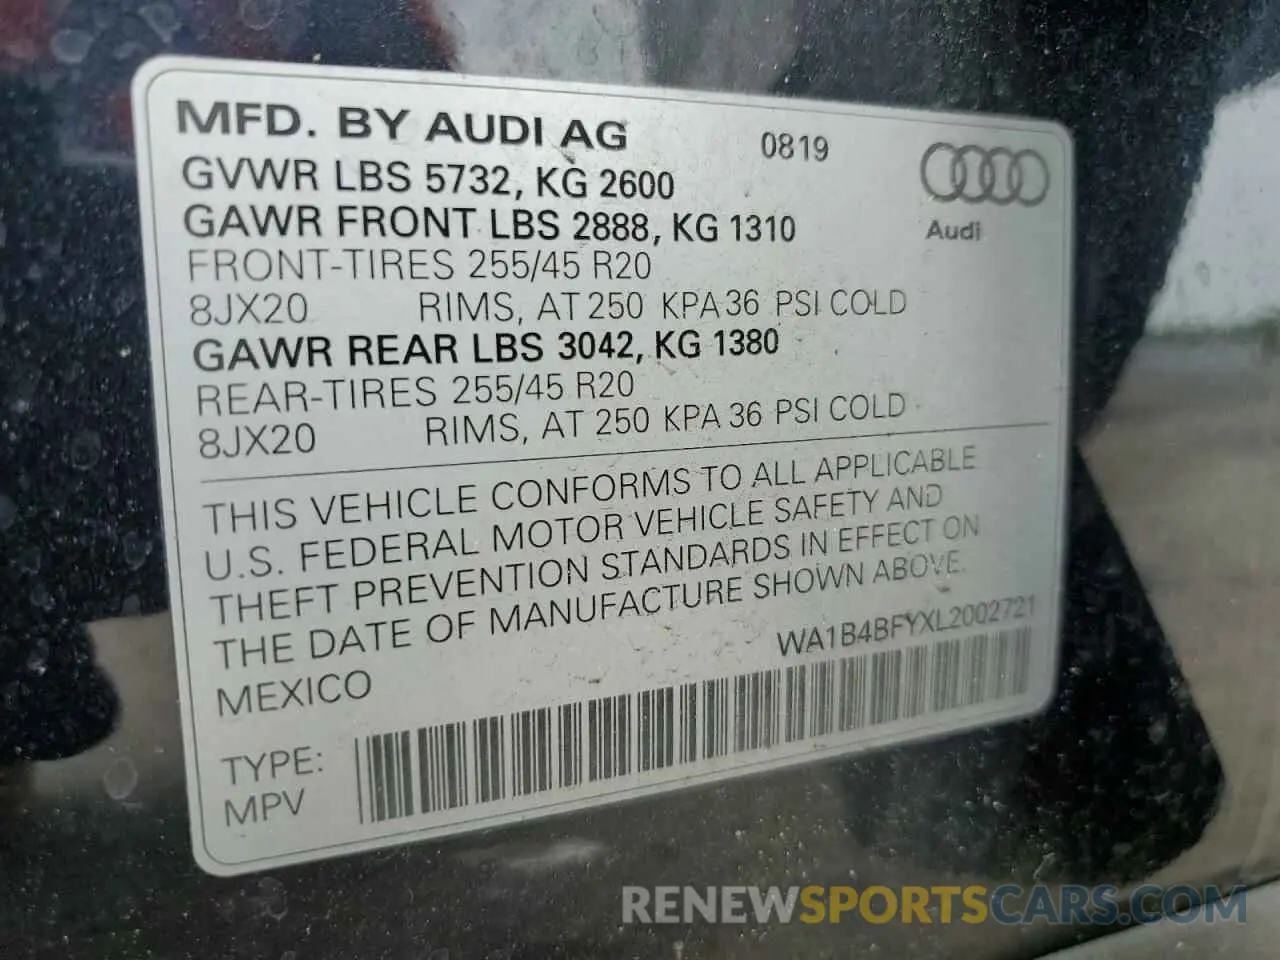 MFD. BY AUDI AG 0819
GVWR LBS 5732, KG 2600
Audi
GAWR FRONT LBS 2888, KG 1310
FRONT-TIRES 255/45 R20
8JX20 RIMS, AT 250 KPA 36 PSI COLD
GAWR REAR LBS 3042, KG 1380
REAR-TIRES 255/45 R20
8JX20 RIMS, AT 250 KPA 36 PSI COLD
THIS VEHICLE CONFORMS TO ALL APPLICABLE
U.S. FEDERAL MOTOR VEHICLE SAFETY AND
THEFT PREVENTION STANDARDS IN EFFECT ON
THE DATE OF MANUFACTURE SHOWN ABOVE.
WA1B4BFYXL2002721
MEXICO
TYPE:
MPV
RENEWSPORTSCARS.COM